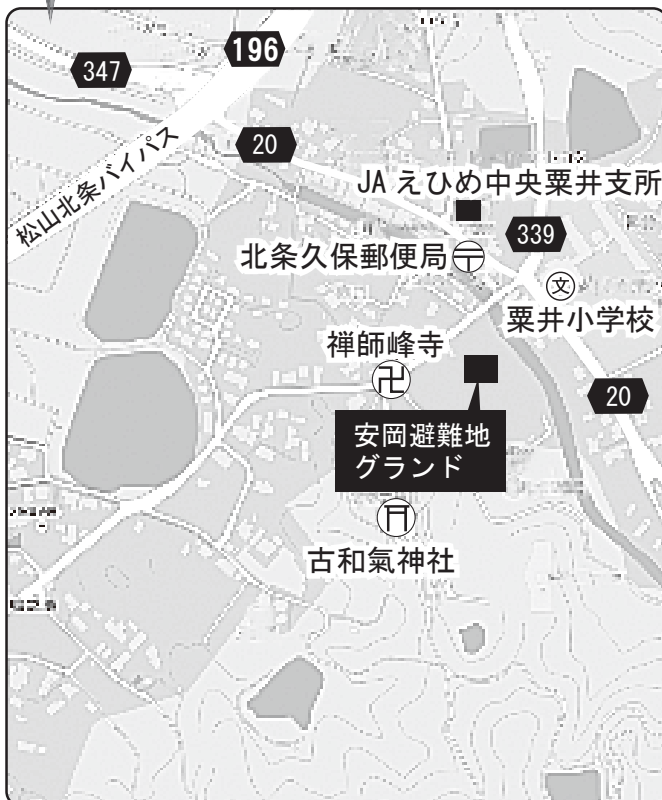 196
347
20
松山北条バイパス
JA えひめ中央粟井支所
339
北条久保郵便局
文
粟井小学校
禅師峰寺
20
安岡避難地
グランド
古和氣神社